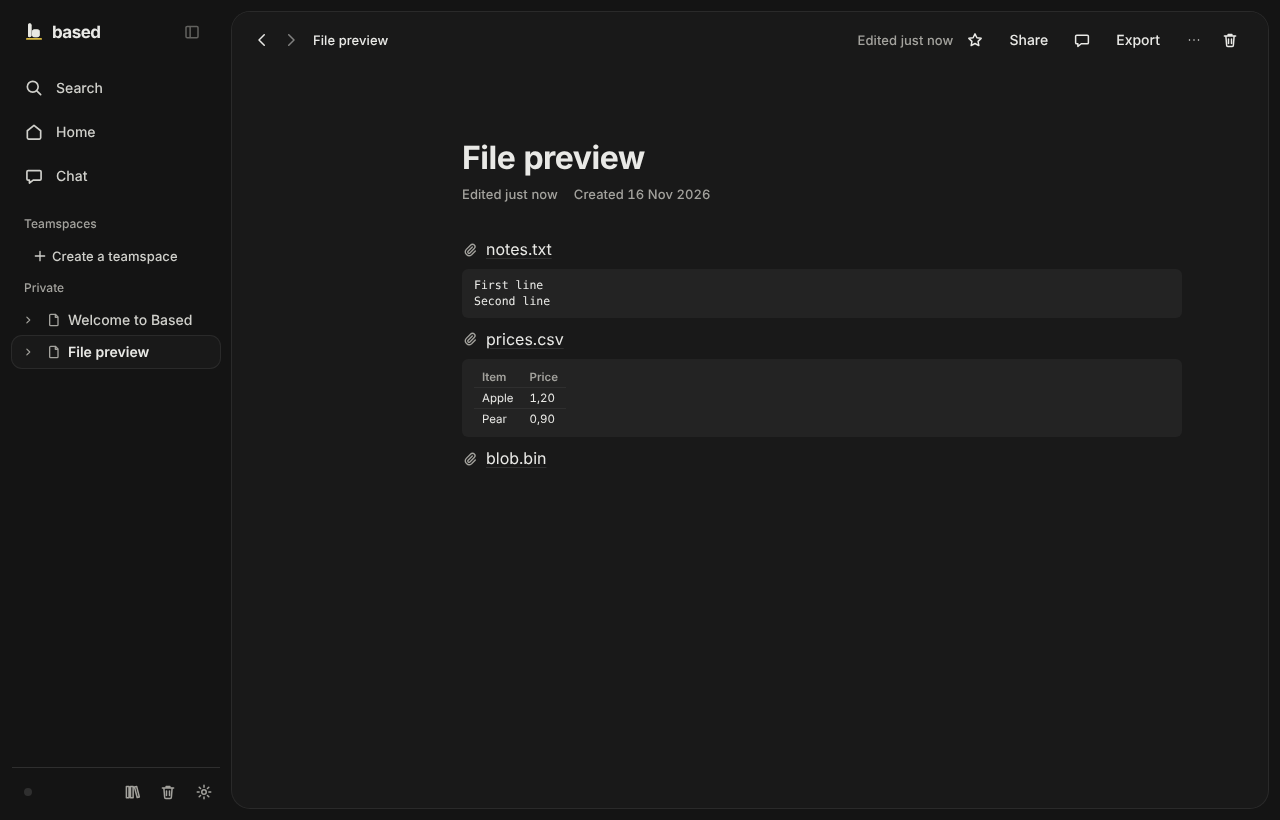 based
Search
Home
Chat
Teamspaces
Create a teamspace
Private
Welcome to Based
File preview
File preview
Edited just now
Share
Export
File preview
Edited just now Created 16 Nov 2026
notes.txt
First line
Second line
prices.csv
Item Price
Apple 1,20
Pear 0,90
blob.bin